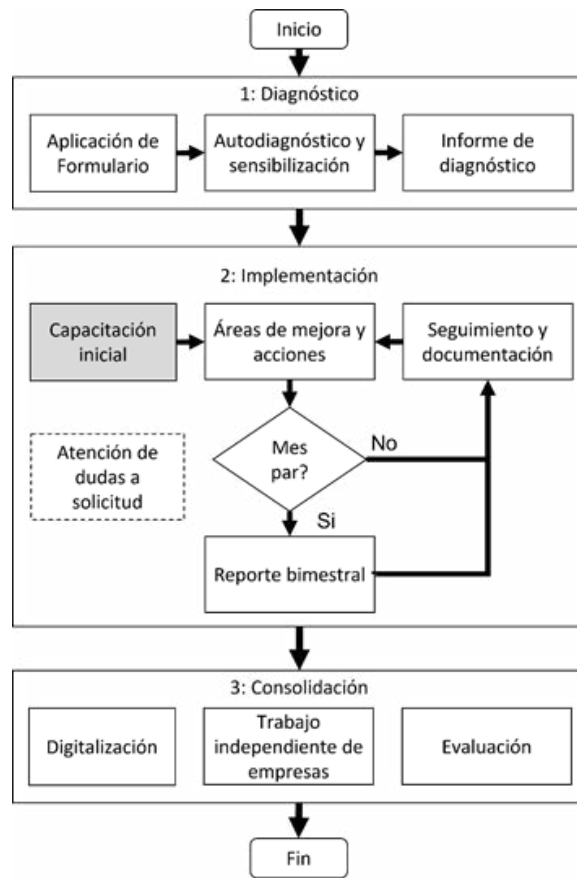 Inicio
1: Diagnóstico
Aplicación de
Formulario
Autodiagnóstico y
sensibilización
Informe de
diagnóstico
2: Implementación
Capacitación
inicial
Áreas de mejora y
acciones
Seguimiento y
documentación
Mes
par?
No
Atención de
dudas a
solicitud
Si
Reporte bimestral
3: Consolidación
Digitalización
Trabajo
independiente de
empresas
Evaluación
Fin